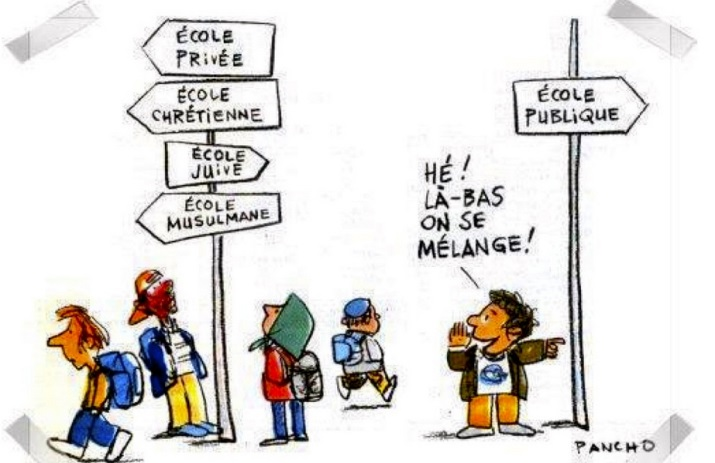 ÉCOLE
PRIVÉE
ÉCOLE
CHRÉTIENNE
ÉCOLE
JUIVE
ÉCOLE
MUSULMANE
ÉCOLE
PUBLIQUE
HÉ!
LÀ-BAS
ON SE
MÉLANGE!
PANCHO